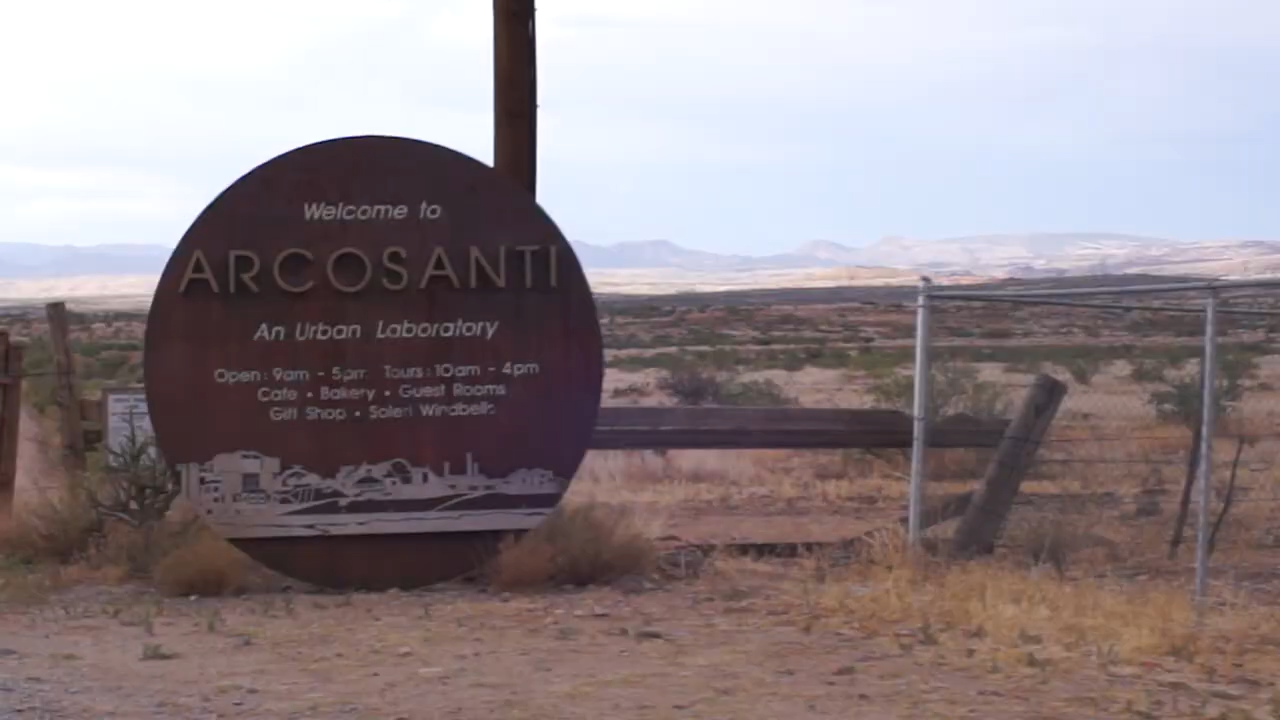 Welcome to
ARCOSANTI
An Urban Laboratory
Open: 9am - 5pm Tours: 10am - 4pm
Cafe • Bakery • Guest Rooms
Gift Shop • Soleri Windbells